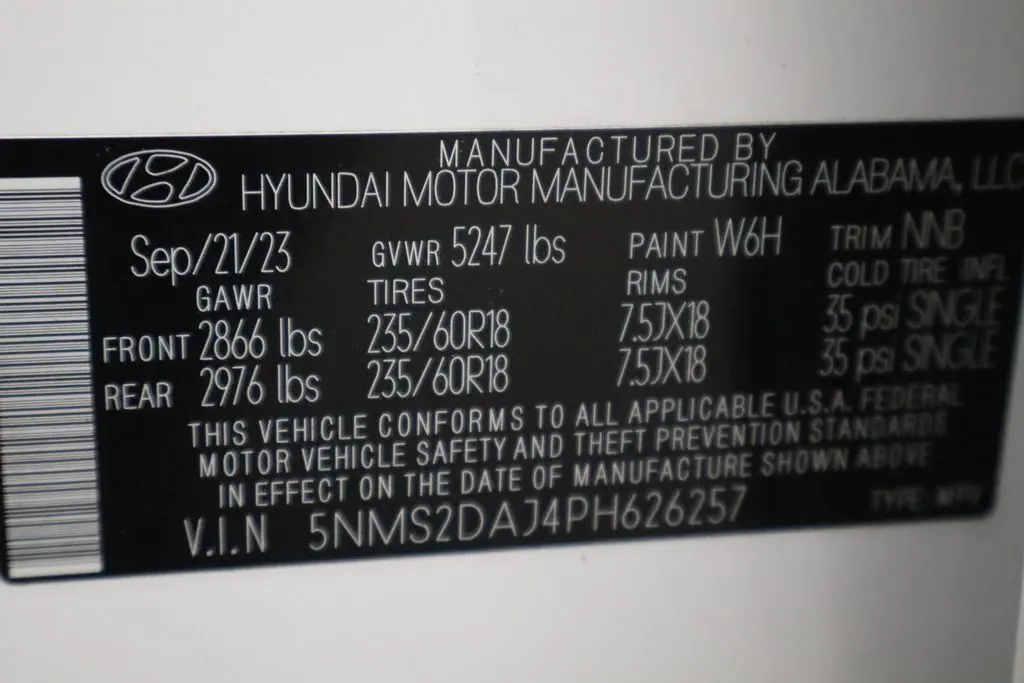 MANUFACTURED BY
HYUNDAI MOTOR MANUFACTURING ALABAMA, LLC
Sep/21/23 GVWR 5247 lbs PAINT W6H TRIM NNB
GAWR TIRES RIMS COLD TIRE INFL
FRONT 2866 lbs 235/60R18 7.5JX18 35 psi SINGLE
REAR 2976 lbs 235/60R18 7.5JX18 35 psi SINGLE
THIS VEHICLE CONFORMS TO ALL APPLICABLE U.S.A. FEDERAL
MOTOR VEHICLE SAFETY AND THEFT PREVENTION STANDARDS
IN EFFECT ON THE DATE OF MANUFACTURE SHOWN ABOVE
V.I.N 5NMS2DAJ4PH626257 TYPE: MPV